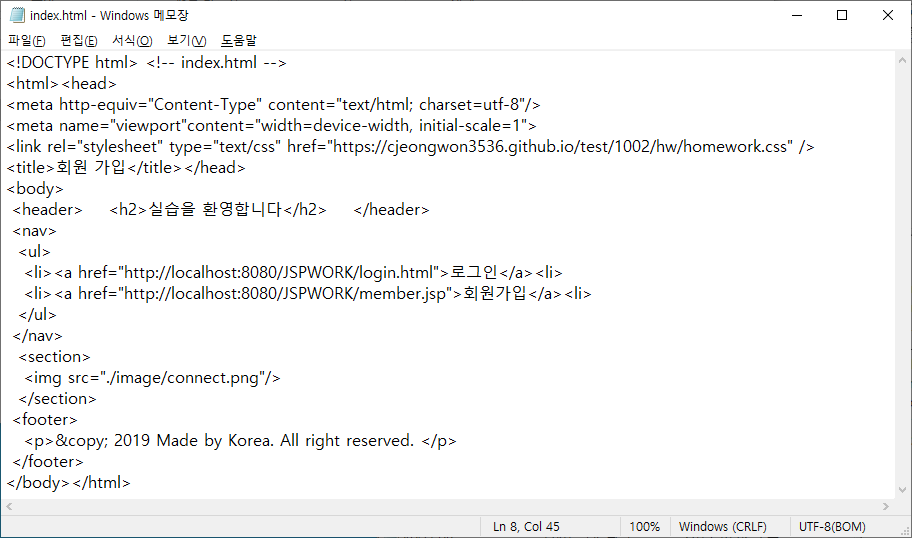 index.html - Windows 메모장
파일(F) 편집(E) 서식(O) 보기(V) 도움말
<!DOCTYPE html> <!-- index.html -->
<html><head>
<meta http-equiv="Content-Type" content="text/html; charset=utf-8"/>
<meta name="viewport"content="width=device-width, initial-scale=1">
<link rel="stylesheet" type="text/css" href="https://cjeongwon3536.github.io/test/1002/hw/homework.css" />
<title>회원 가입</title></head>
<body>
<header> <h2>실습을 환영합니다</h2> </header>
<nav>
<ul>
<li><a href="http://localhost:8080/JSPWORK/login.html">로그인</a><li>
<li><a href="http://localhost:8080/JSPWORK/member.jsp">회원가입</a><li>
</ul>
</nav>
<section>
<img src="./image/connect.png"/>
</section>
<footer>
<p>&copy; 2019 Made by Korea. All right reserved. </p>
</footer>
</body></html>
Ln 8, Col 45 100% Windows (CRLF) UTF-8(BOM)